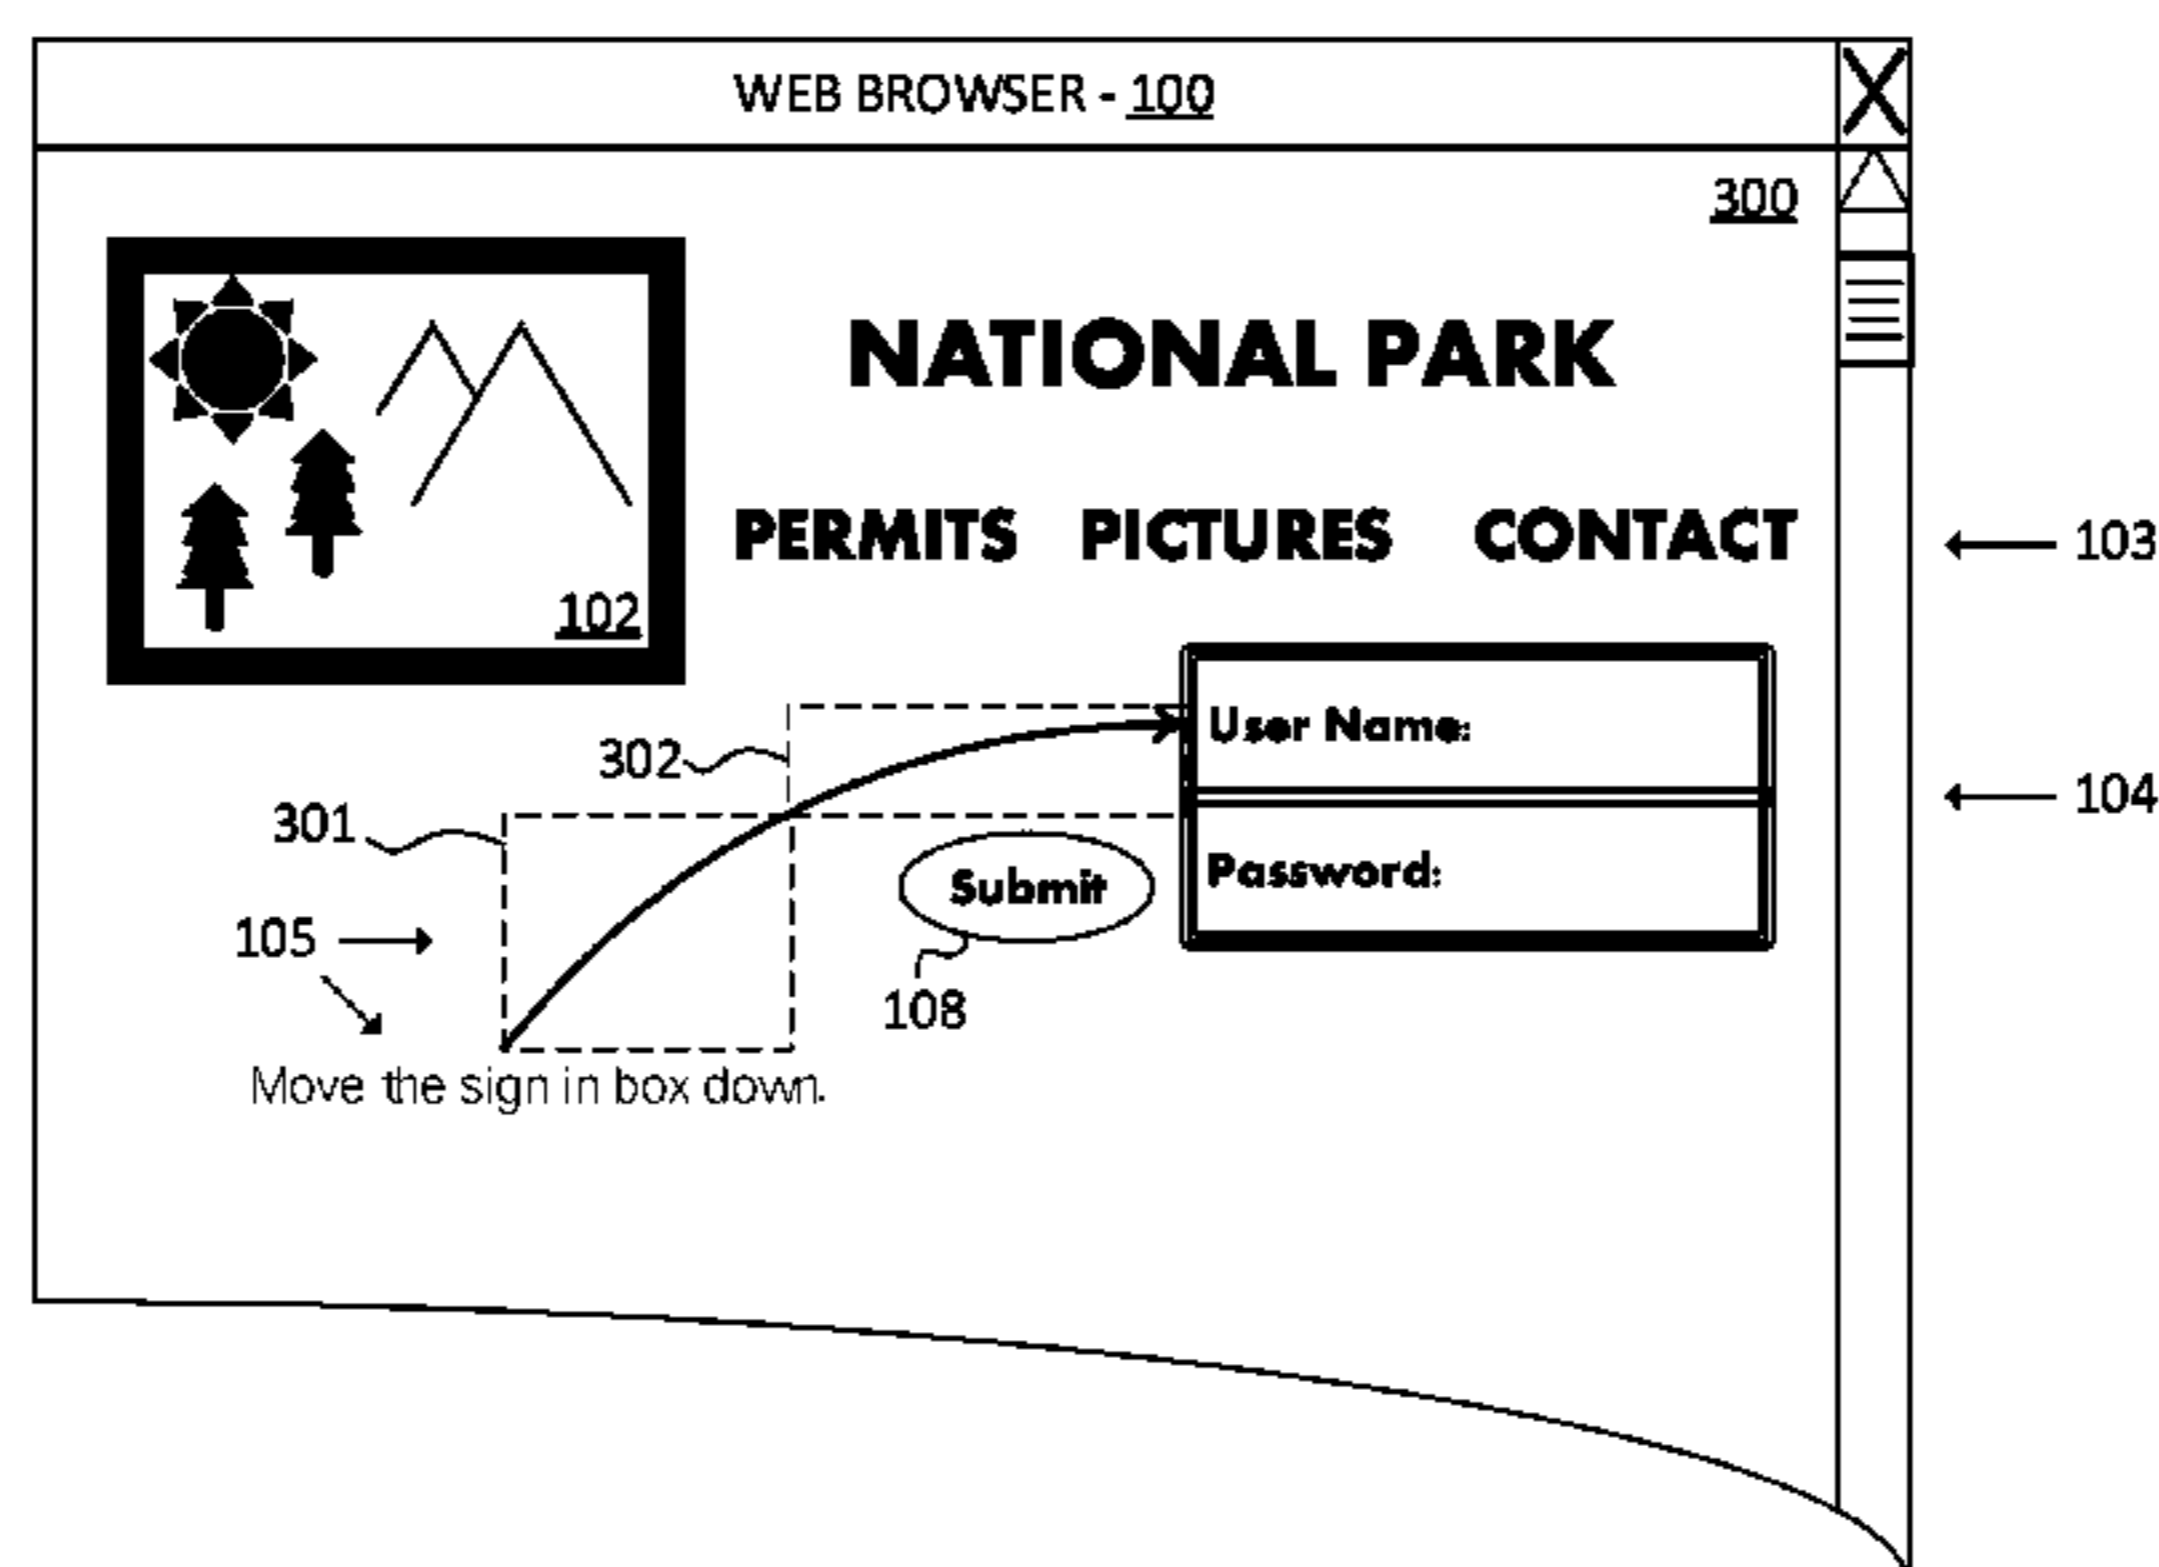 WEB BROWSER - 100
300
NATIONAL PARK
PERMITS PICTURES CONTACT
103
102
User Name:
302
104
301
Submit
Password:
105
108
Move the sign in box down.